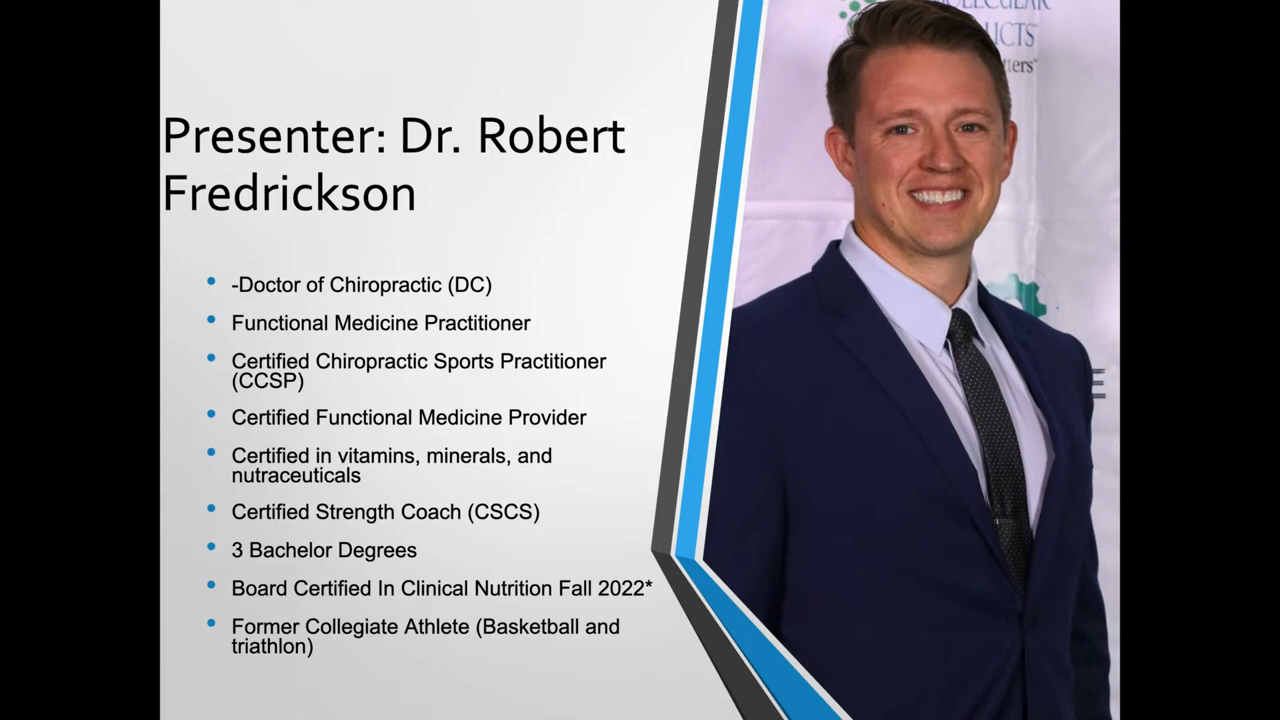 Presenter: Dr. Robert
Fredrickson
-Doctor of Chiropractic (DC)
Functional Medicine Practitioner
Certified Chiropractic Sports Practitioner
(CCSP)
Certified Functional Medicine Provider
Certified in vitamins, minerals, and
nutraceuticals
Certified Strength Coach (CSCS)
3 Bachelor Degrees
Board Certified In Clinical Nutrition Fall 2022*
Former Collegiate Athlete (Basketball and
triathlon)